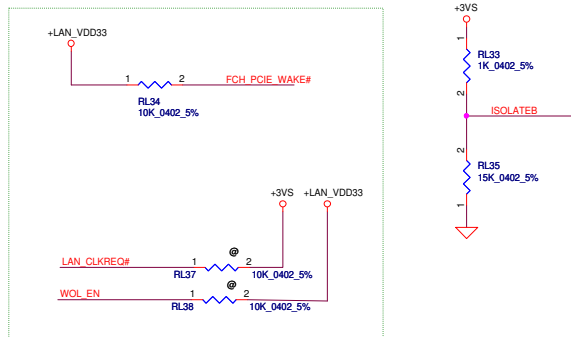 +LAN_VDD33
1 2 FCH_PCIE_WAKE#
RL34
10K_0402_5%
+3VS +LAN_VDD33
@
LAN_CLKREQ# 1 2
RL37 10K_0402_5%
@
WOL_EN 1 2
RL38 10K_0402_5%
+3VS
1
RL33
1K_0402_5%
2
ISOLATEB
2
RL35
15K_0402_5%
1